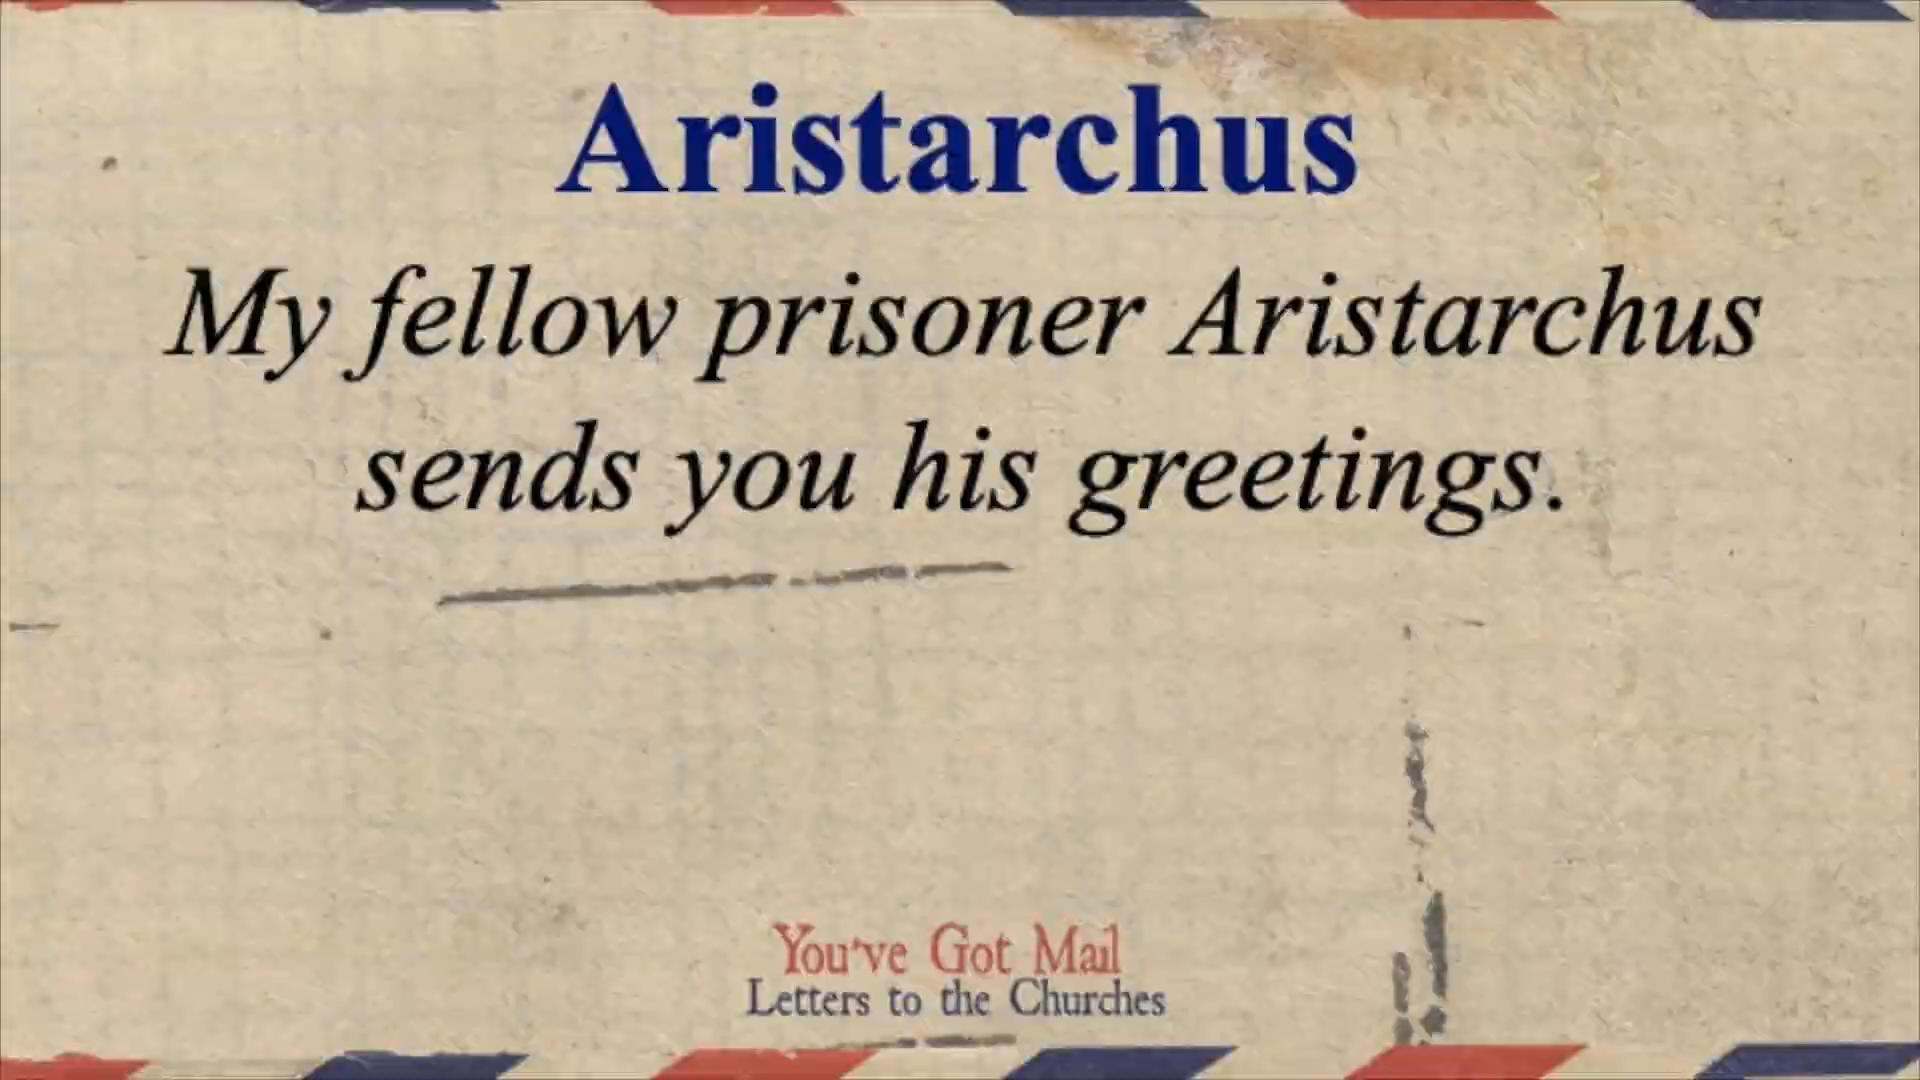 Aristarchus
My fellow prisoner Aristarchus
sends you his greetings.
You've Got Mail
Letters to the Churches